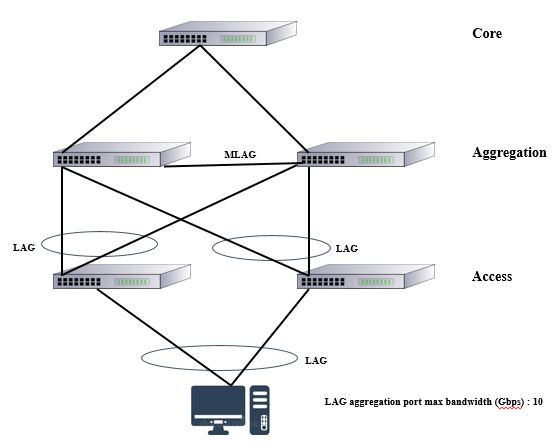 Core
MLAG
Aggregation
LAG
LAG
Access
LAG
LAG aggregation port max bandwidth (Gbps) : 10